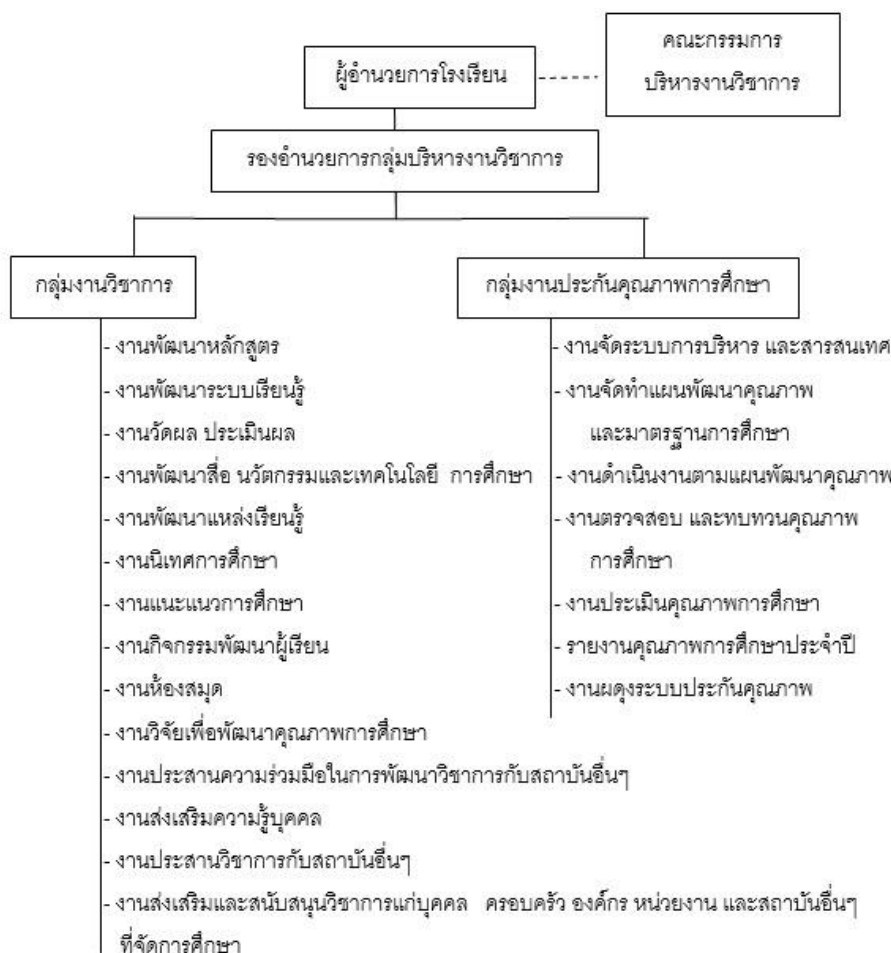 คณะกรรมการ
ผู้อำนวยการโรงเรียน
บริหารงานวิชาการ
รองอำนวยการกลุ่มบริหารงานวิชาการ
กลุ่มงานวิชาการ
- งานพัฒนาหลักสูตร
- งานพัฒนาระบบเรียนรู้
- งานวัดผล ประเมินผล
- งานพัฒนาสื่อ นวัตกรรมและเทคโนโลยี การศึกษา
- งานพัฒนาแหล่งเรียนรู้
- งานนิเทศการศึกษา
- งานแนะแนวการศึกษา
- งานกิจกรรมพัฒนาผู้เรียน
- งานห้องสมุด
- งานวิจัยเพื่อพัฒนาคุณภาพการศึกษา
- งานประสานความร่วมมือในการพัฒนาวิชาการกับสถาบันอื่นๆ
- งานส่งเสริมความรู้บุคคล
- งานประสานวิชาการกับสถาบันอื่นๆ
- งานส่งเสริมและสนับสนุนวิชาการแก่บุคคล ครอบครัว องค์กร หน่วยงาน และสถาบันอื่นๆ
ที่จัดการศึกษา
กลุ่มงานประกันคุณภาพการศึกษา
- งานจัดระบบการบริหาร และสารสนเทศ
- งานจัดทำแผนพัฒนาคุณภาพ
และมาตรฐานการศึกษา
- งานดำเนินงานตามแผนพัฒนาคุณภาพ
- งานตรวจสอบ และทบทวนคุณภาพ
การศึกษา
- งานประเมินคุณภาพการศึกษา
- รายงานคุณภาพการศึกษาประจำปี
- งานผดุงระบบประกันคุณภาพ